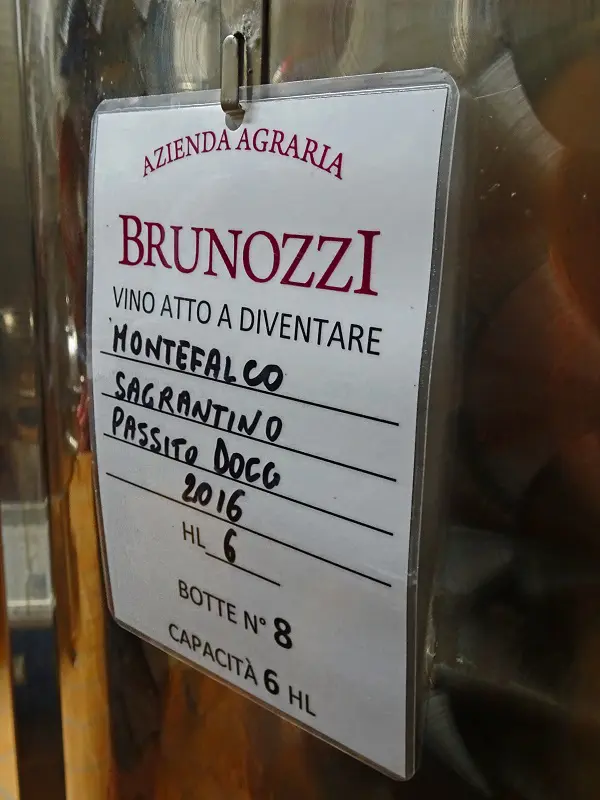 AZIENDA AGRARIA
BRUNOZZI
VINO ATTO A DIVENTARE
MONTEFALCO
SAGRANTINO
PASSITO DOCG
2016
HL 6
BOTTE N° 8
CAPACITÀ 6 HL